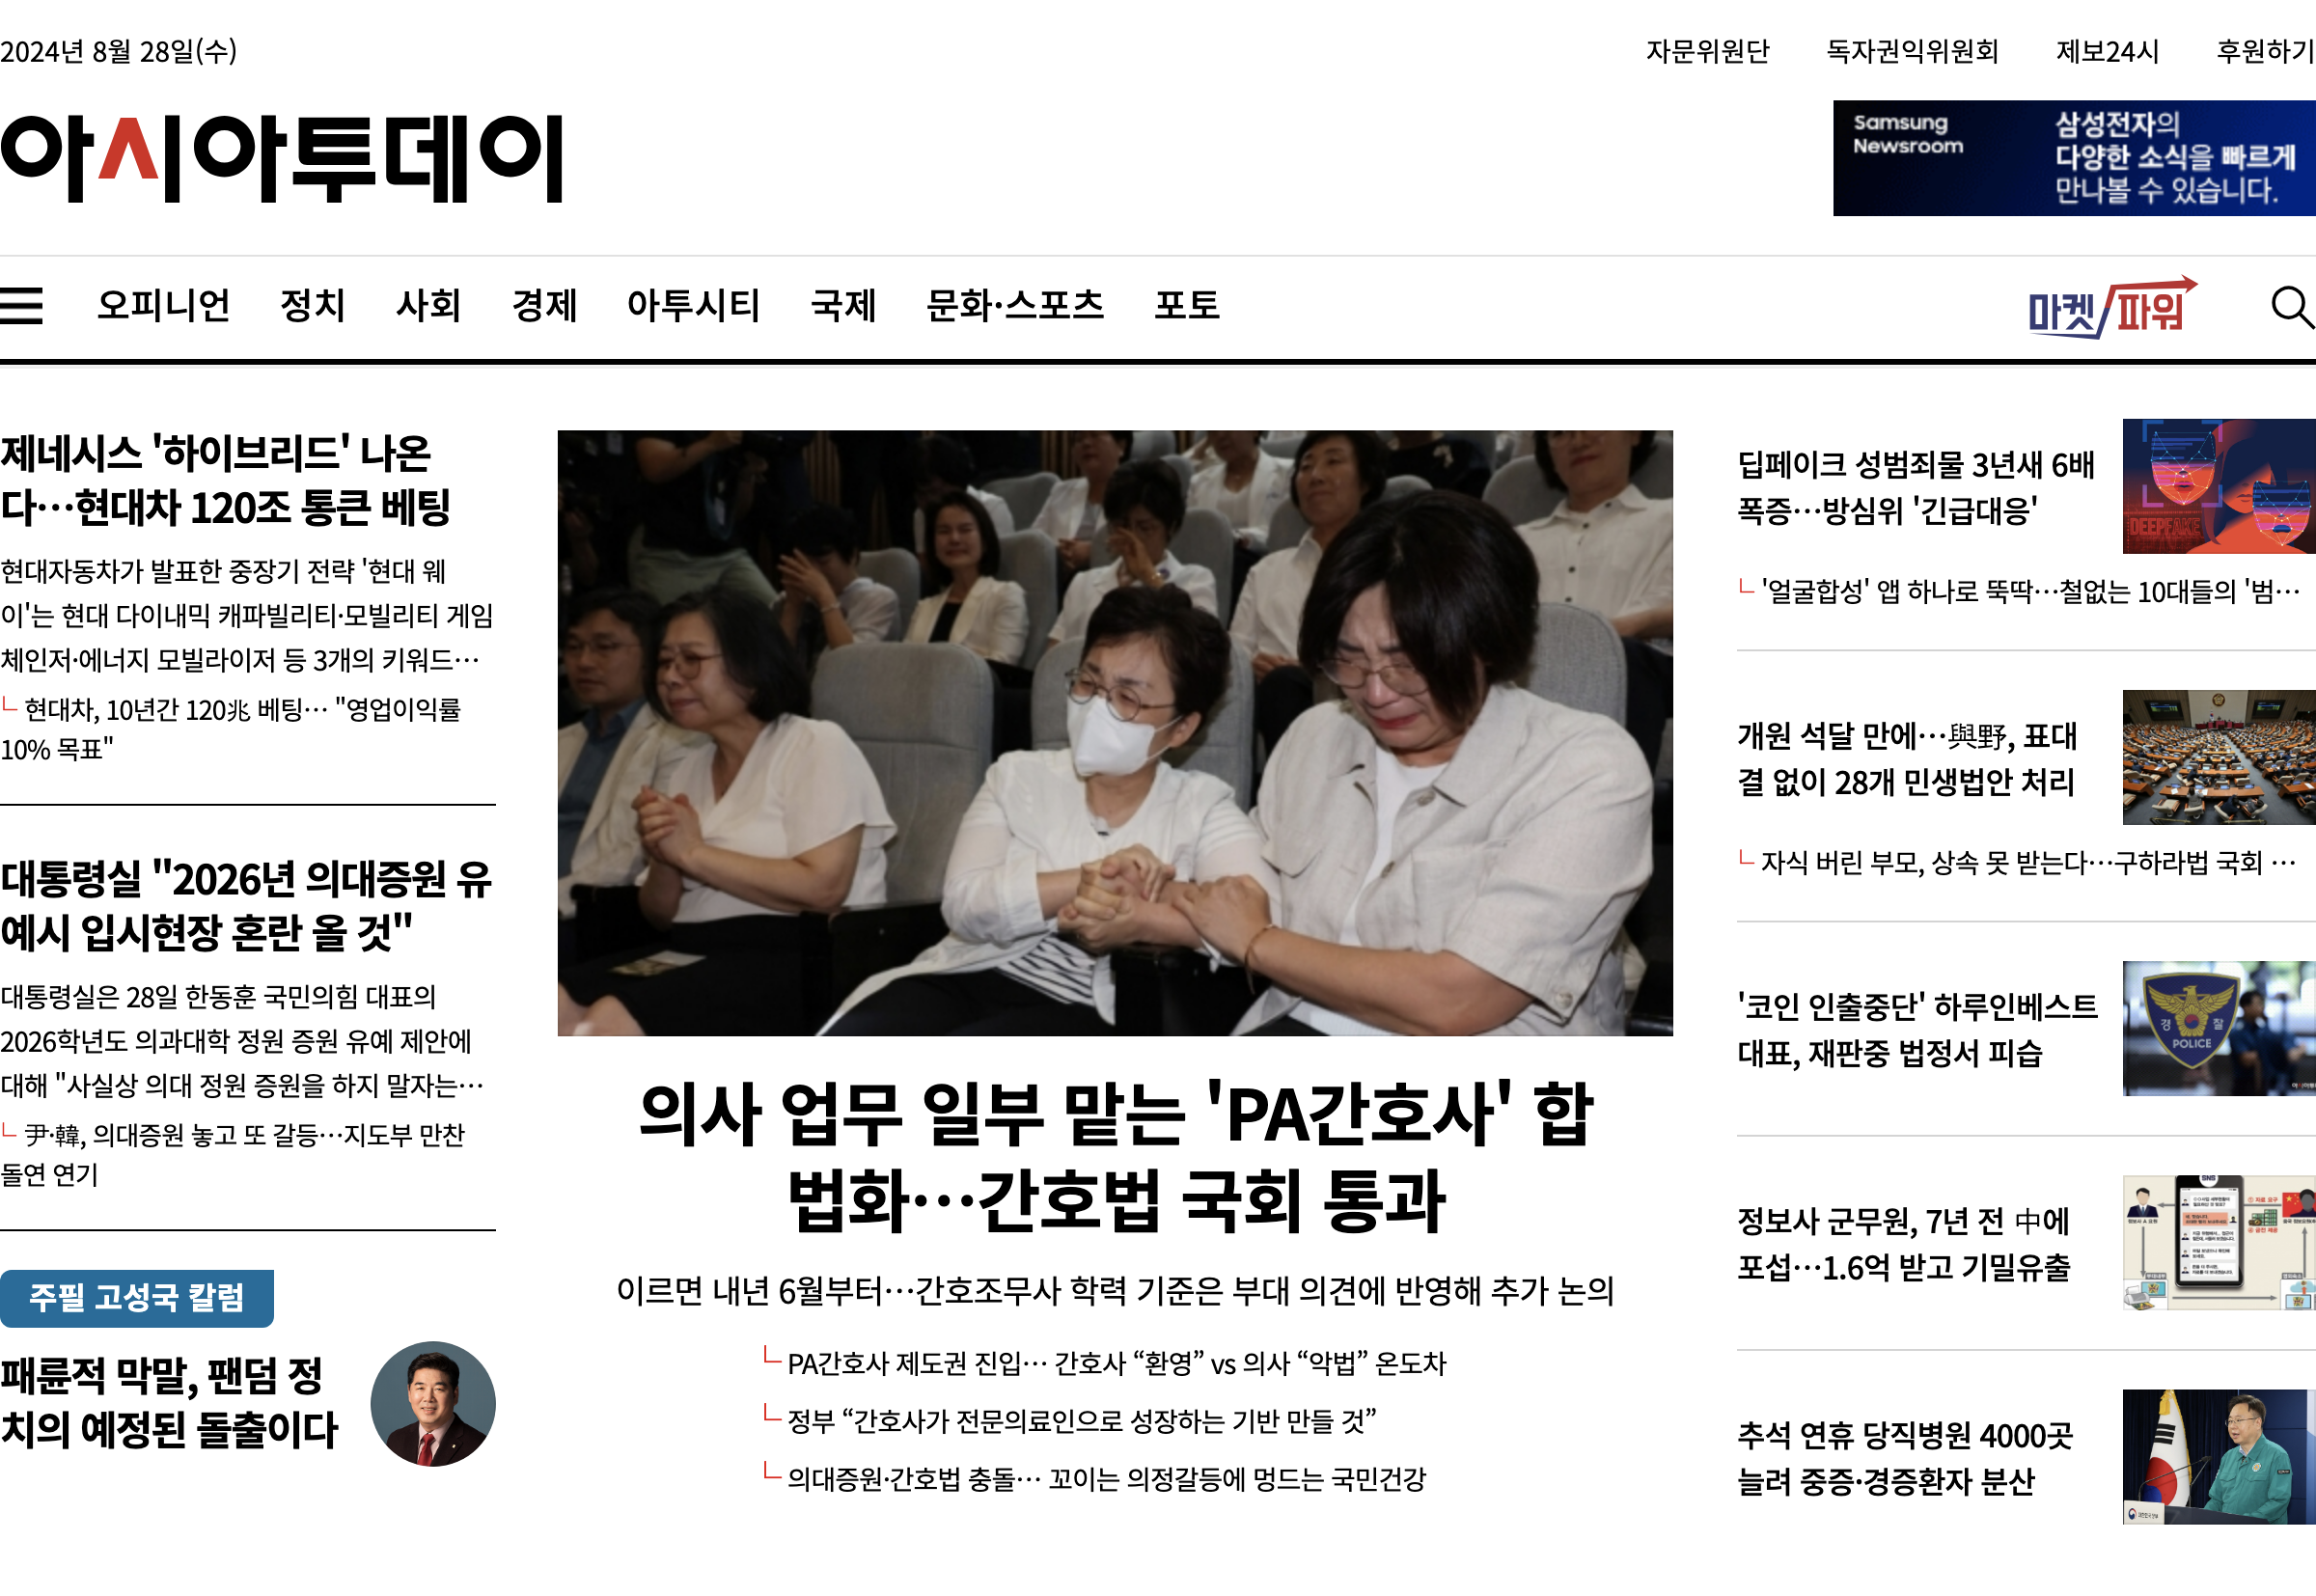 2024년 8월 28일(수)
자문위원단 독자권익위원회 제보24시 후원하기
아시아투데이
Samsung
Newsroom
삼성전자의
다양한 소식을 빠르게
만나볼 수 있습니다.
오피니언 정치 사회 경제 아투시티 국제 문화·스포츠 포토
마켓파워
제네시스 '하이브리드' 나온
다…현대차 120조 통큰 베팅
현대자동차가 발표한 중장기 전략 '현대 웨
이'는 현대 다이내믹 캐파빌리티·모빌리티 게임
체인저·에너지 모빌라이저 등 3개의 키워드…
현대차, 10년간 120兆 베팅… "영업이익률
10% 목표"
대통령실 "2026년 의대증원 유
예시 입시현장 혼란 올 것"
대통령실은 28일 한동훈 국민의힘 대표의
2026학년도 의과대학 정원 증원 유예 제안에
대해 "사실상 의대 정원 증원을 하지 말자는…
尹·韓, 의대증원 놓고 또 갈등…지도부 만찬
돌연 연기
주필 고성국 칼럼
패륜적 막말, 팬덤 정
치의 예정된 돌출이다
의사 업무 일부 맡는 'PA간호사' 합
법화…간호법 국회 통과
이르면 내년 6월부터…간호조무사 학력 기준은 부대 의견에 반영해 추가 논의
PA간호사 제도권 진입… 간호사 “환영” vs 의사 “악법” 온도차
정부 “간호사가 전문의료인으로 성장하는 기반 만들 것”
의대증원·간호법 충돌… 꼬이는 의정갈등에 멍드는 국민건강
딥페이크 성범죄물 3년새 6배
폭증…방심위 '긴급대응'
DEEPFAKE
'얼굴합성' 앱 하나로 뚝딱…철없는 10대들의 '범…
개원 석달 만에…與野, 표대
결 없이 28개 민생법안 처리
자식 버린 부모, 상속 못 받는다…구하라법 국회 …
'코인 인출중단' 하루인베스트
대표, 재판중 법정서 피습
경 찰
POLICE
정보사 군무원, 7년 전 中에
포섭…1.6억 받고 기밀유출
SNS
추석 연휴 당직병원 4000곳
늘려 중증·경증환자 분산